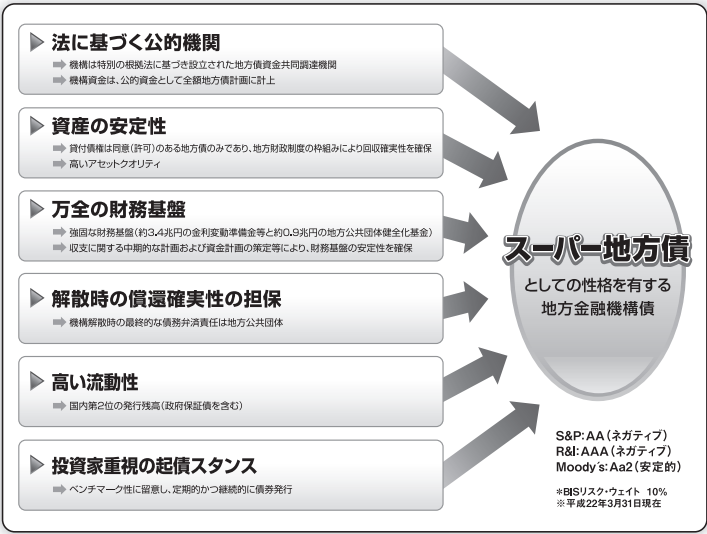 法に基づく公的機関
機構は特別の根拠法に基づき設立された地方債資金共同調達機関
機構資金は、公的資金として全額地方債計画に計上
資産の安定性
貸付債権は同意(許可)のある地方債のみであり、地方財政制度の枠組みにより回収確実性を確保
高いアセットクオリティ
万全の財務基盤
強固な財務基盤(約3.4兆円の金利変動準備金等と約0.9兆円の地方公共団体健全化基金)
収支に関する中期的な計画および資金計画の策定等により、財務基盤の安定性を確保
解散時の償還確実性の担保
機構解散時の最終的な債務弁済責任は地方公共団体
高い流動性
国内第2位の発行残高(政府保証債を含む)
投資家重視の起債スタンス
ベンチマーク性に留意し、定期的かつ継続的に債券発行
スーパー地方債
としての性格を有する
地方金融機構債
S&P:AA(ネガティブ)
R&I:AAA(ネガティブ)
Moody's:Aa2(安定的)
*BISリスク・ウェイト 10%
※平成22年3月31日現在